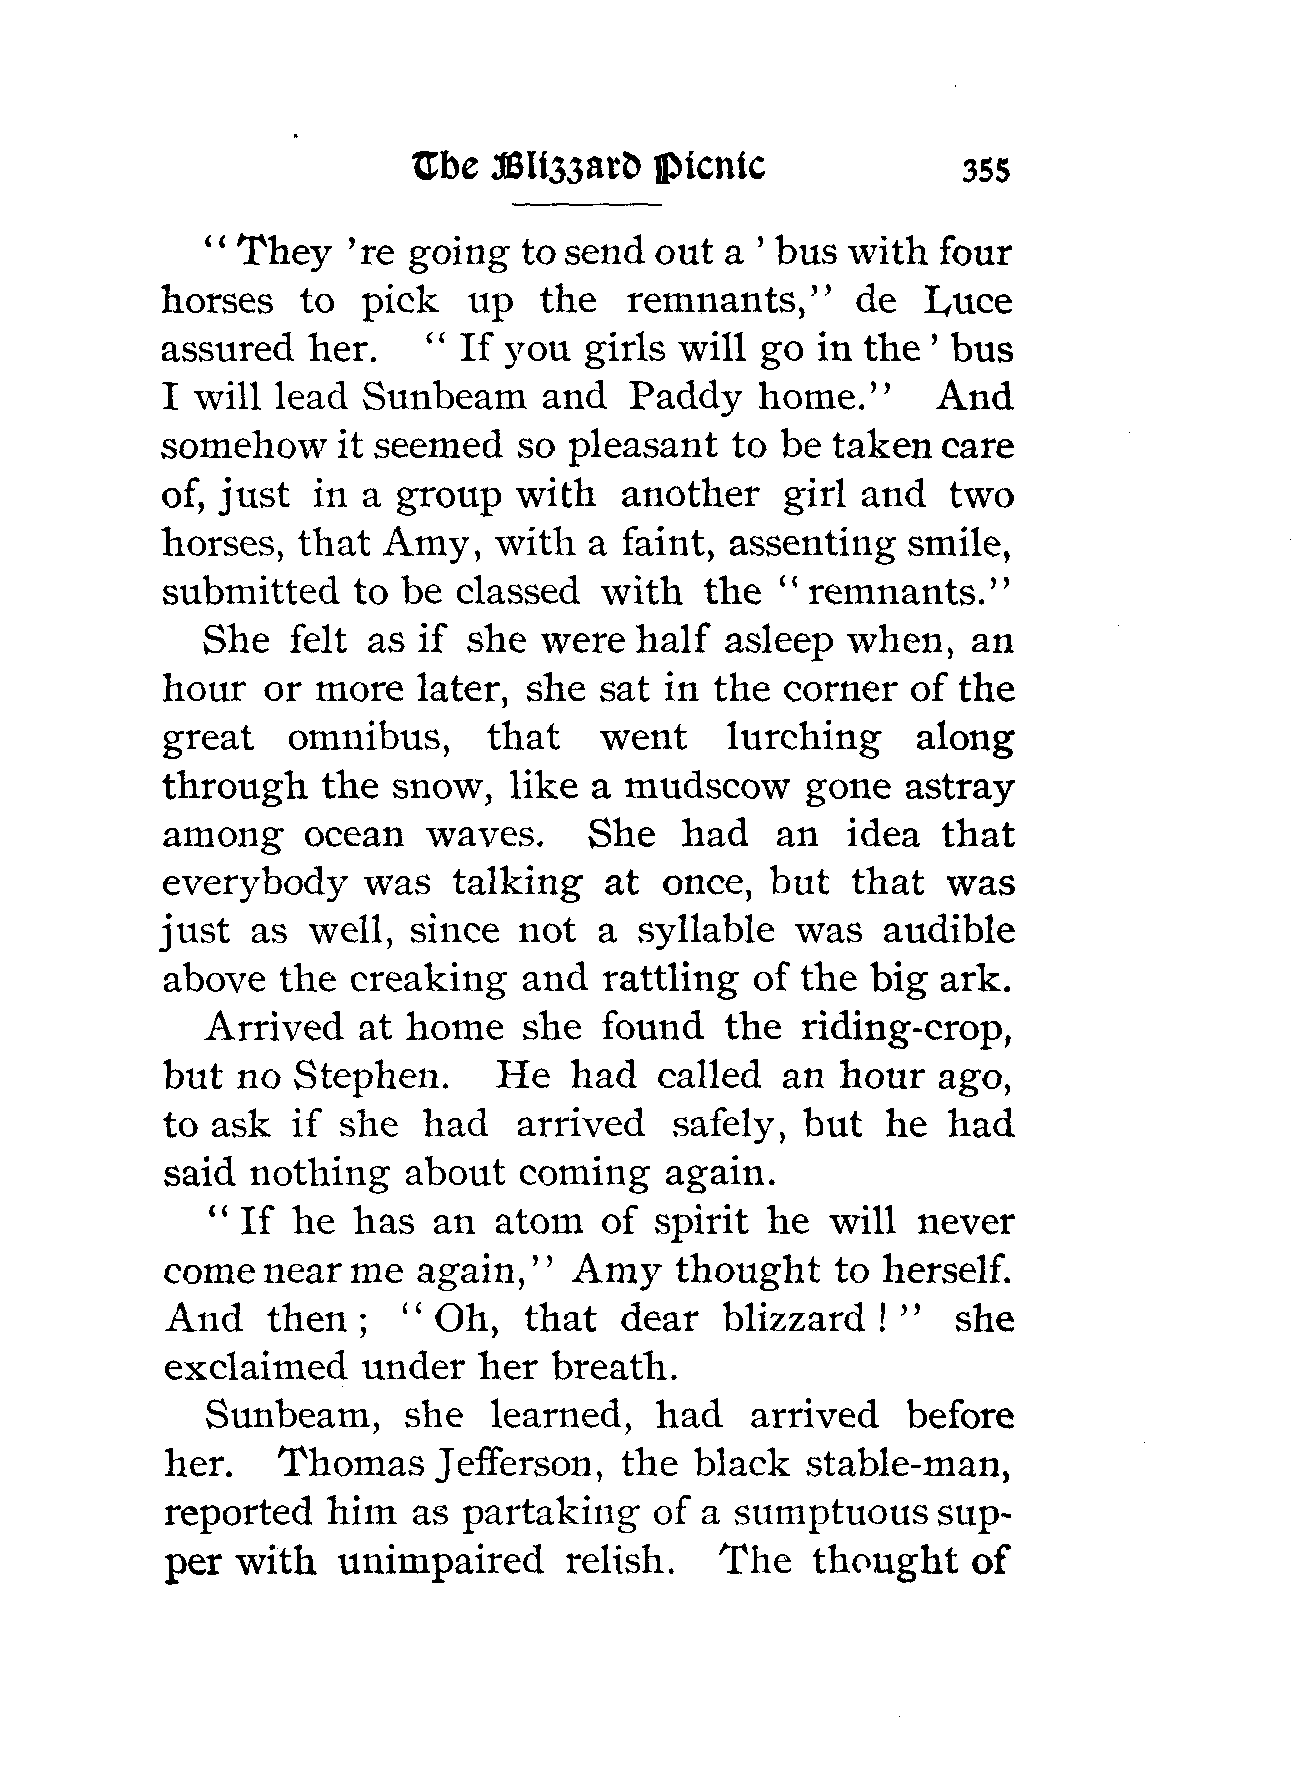 The Blizzard Picnic 355
"They 're going to send out a 'bus with four
horses to pick up the remnants," de Luce
assured her. "If you girls will go in the 'bus
I will lead Sunbeam and Paddy home." And
somehow it seemed so pleasant to be taken care
of, just in a group with another girl and two
horses, that Amy, with a faint, assenting smile,
submitted to be classed with the "remnants."
She felt as if she were half asleep when, an
hour or more later, she sat in the corner of the
great omnibus, that went lurching along
through the snow, like a mudscow gone astray
among ocean waves. She had an idea that
everybody was talking at once, but that was
just as well, since not a syllable was audible
above the creaking and rattling of the big ark.
Arrived at home she found the riding-crop,
but no Stephen. He had called an hour ago,
to ask if she had arrived safely, but he had
said nothing about coming again.
"If he has an atom of spirit he will never
come near me again," Amy thought to herself.
And then; "Oh, that dear blizzard!" she
exclaimed under her breath.
Sunbeam, she learned, had arrived before
her. Thomas Jefferson, the black stable-man,
reported him as partaking of a sumptuous sup-
per with unimpaired relish. The thought of